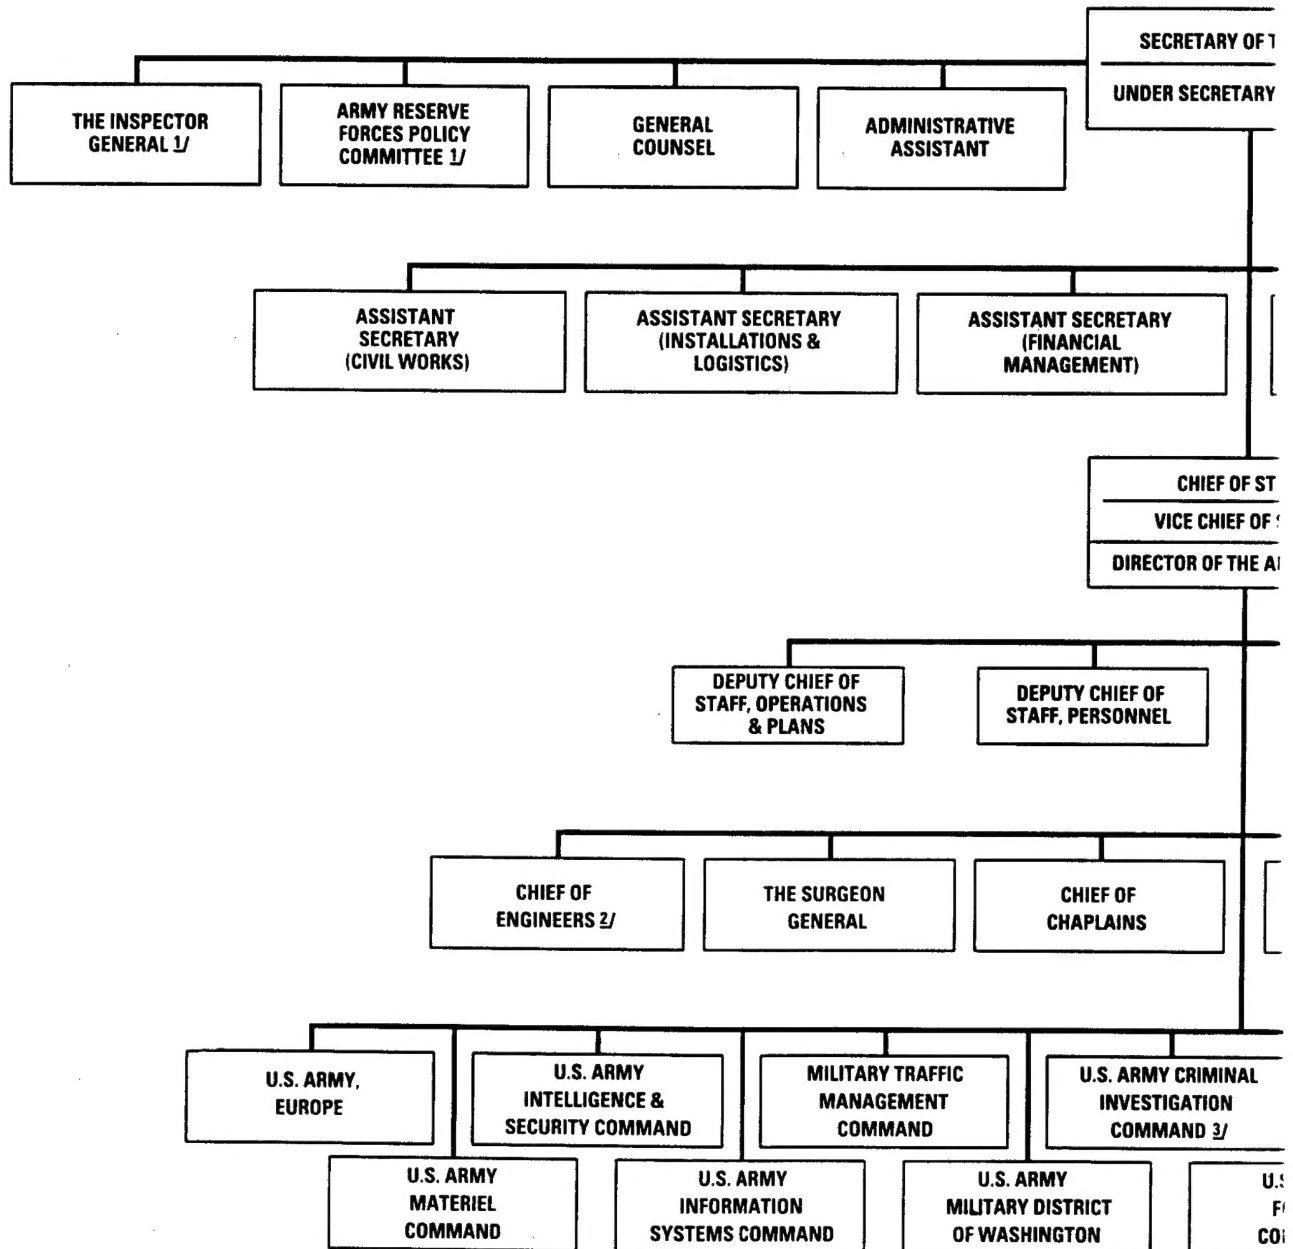 SECRETARY OF
UNDER SECRETARY
THE INSPECTOR
GENERAL 1/
ARMY RESERVE
FORCES POLICY
COMMITTEE 1/
GENERAL
COUNSEL
ADMINISTRATIVE
ASSISTANT
ASSISTANT
SECRETARY
(CIVIL WORKS)
ASSISTANT SECRETARY
(INSTALLATIONS &
LOGISTICS)
ASSISTANT SECRETARY
(FINANCIAL
MANAGEMENT)
CHIEF OF ST
VICE CHIEF OF
DIRECTOR OF THE
DEPUTY CHIEF OF
STAFF, OPERATIONS
& PLANS
DEPUTY CHIEF OF
STAFF, PERSONNEL
CHIEF OF
ENGINEERS 2/
THE SURGEON
GENERAL
CHIEF OF
CHAPLAINS
U.S. ARMY,
EUROPE
U.S. ARMY
INTELLIGENCE &
SECURITY COMMAND
MILITARY TRAFFIC
MANAGEMENT
COMMAND
U.S. ARMY CRIMINAL
INVESTIGATION
COMMAND 3/
U.S. ARMY
MATERIEL
COMMAND
U.S. ARMY
INFORMATION
SYSTEMS COMMAND
U.S. ARMY
MILITARY DISTRICT
OF WASHINGTON